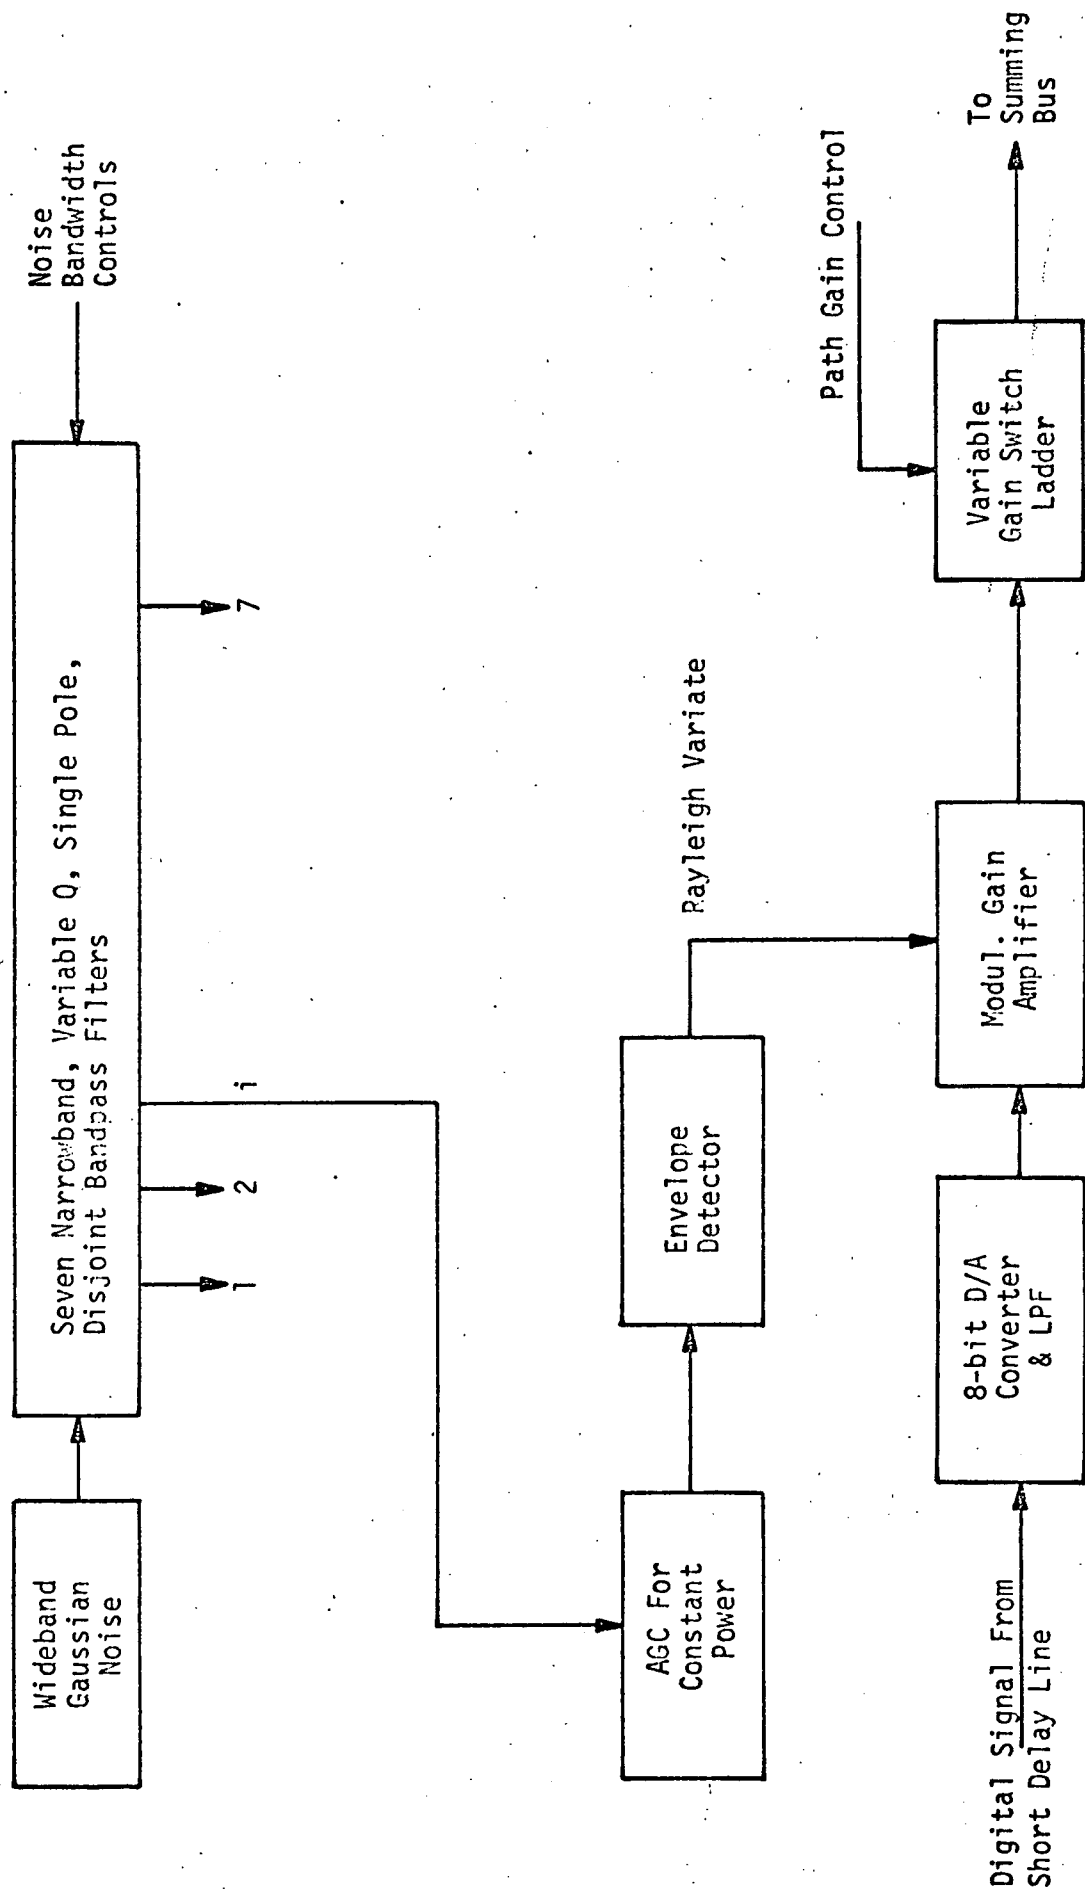 Wideband
Gaussian
Noise
Seven Narrowband, Variable Q, Single Pole,
Disjoint Bandpass Filters
Noise
Bandwidth
Controls
1
2
i
7
AGC For
Constant
Power
Envelope
Detector
Rayleigh Variate
Path Gain Control
Digital Signal From
Short Delay Line
8-bit D/A
Converter
& LPF
Modul. Gain
Amplifier
Variable
Gain Switch
Ladder
To
Summing
Bus